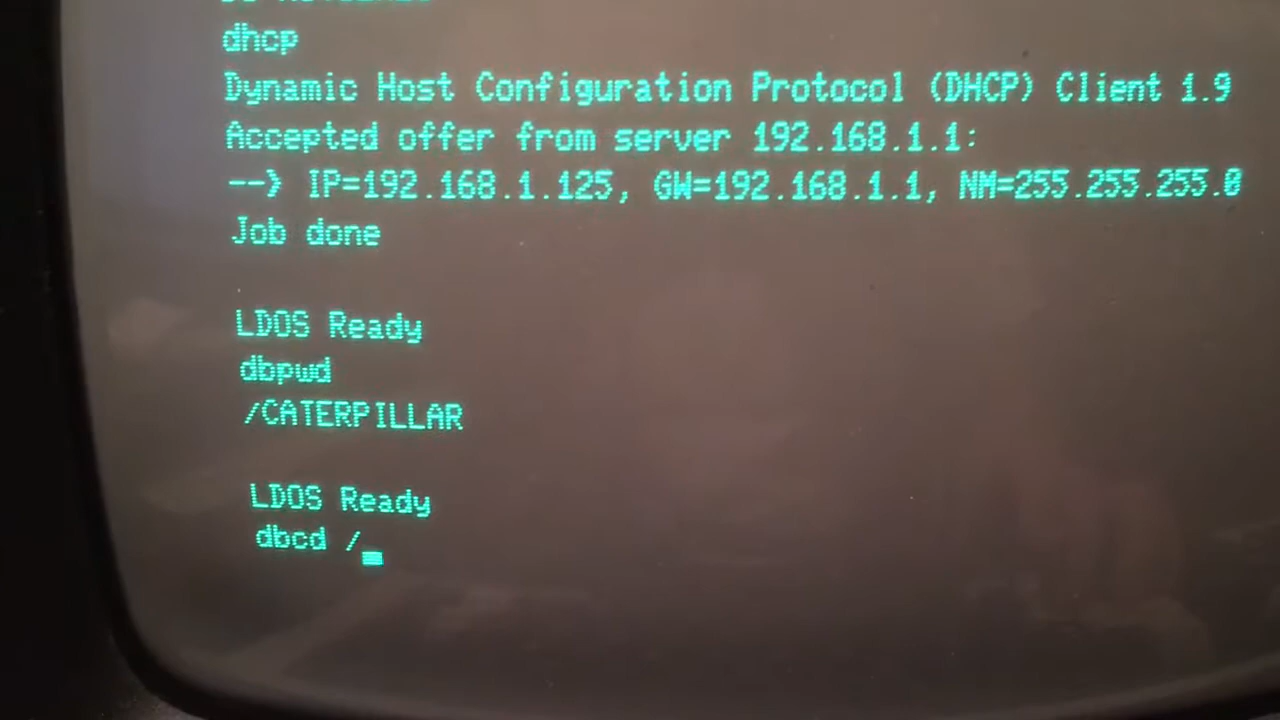 dhcp
Dynamic Host Configuration Protocol (DHCP) Client 1.9
Accepted offer from server 192.168.1.1:
--> IP=192.168.1.125, GW=192.168.1.1, NM=255.255.255.0
Job done
LDOS Ready
dbpwd
/CATERPILLAR
LDOS Ready
dbcd /_